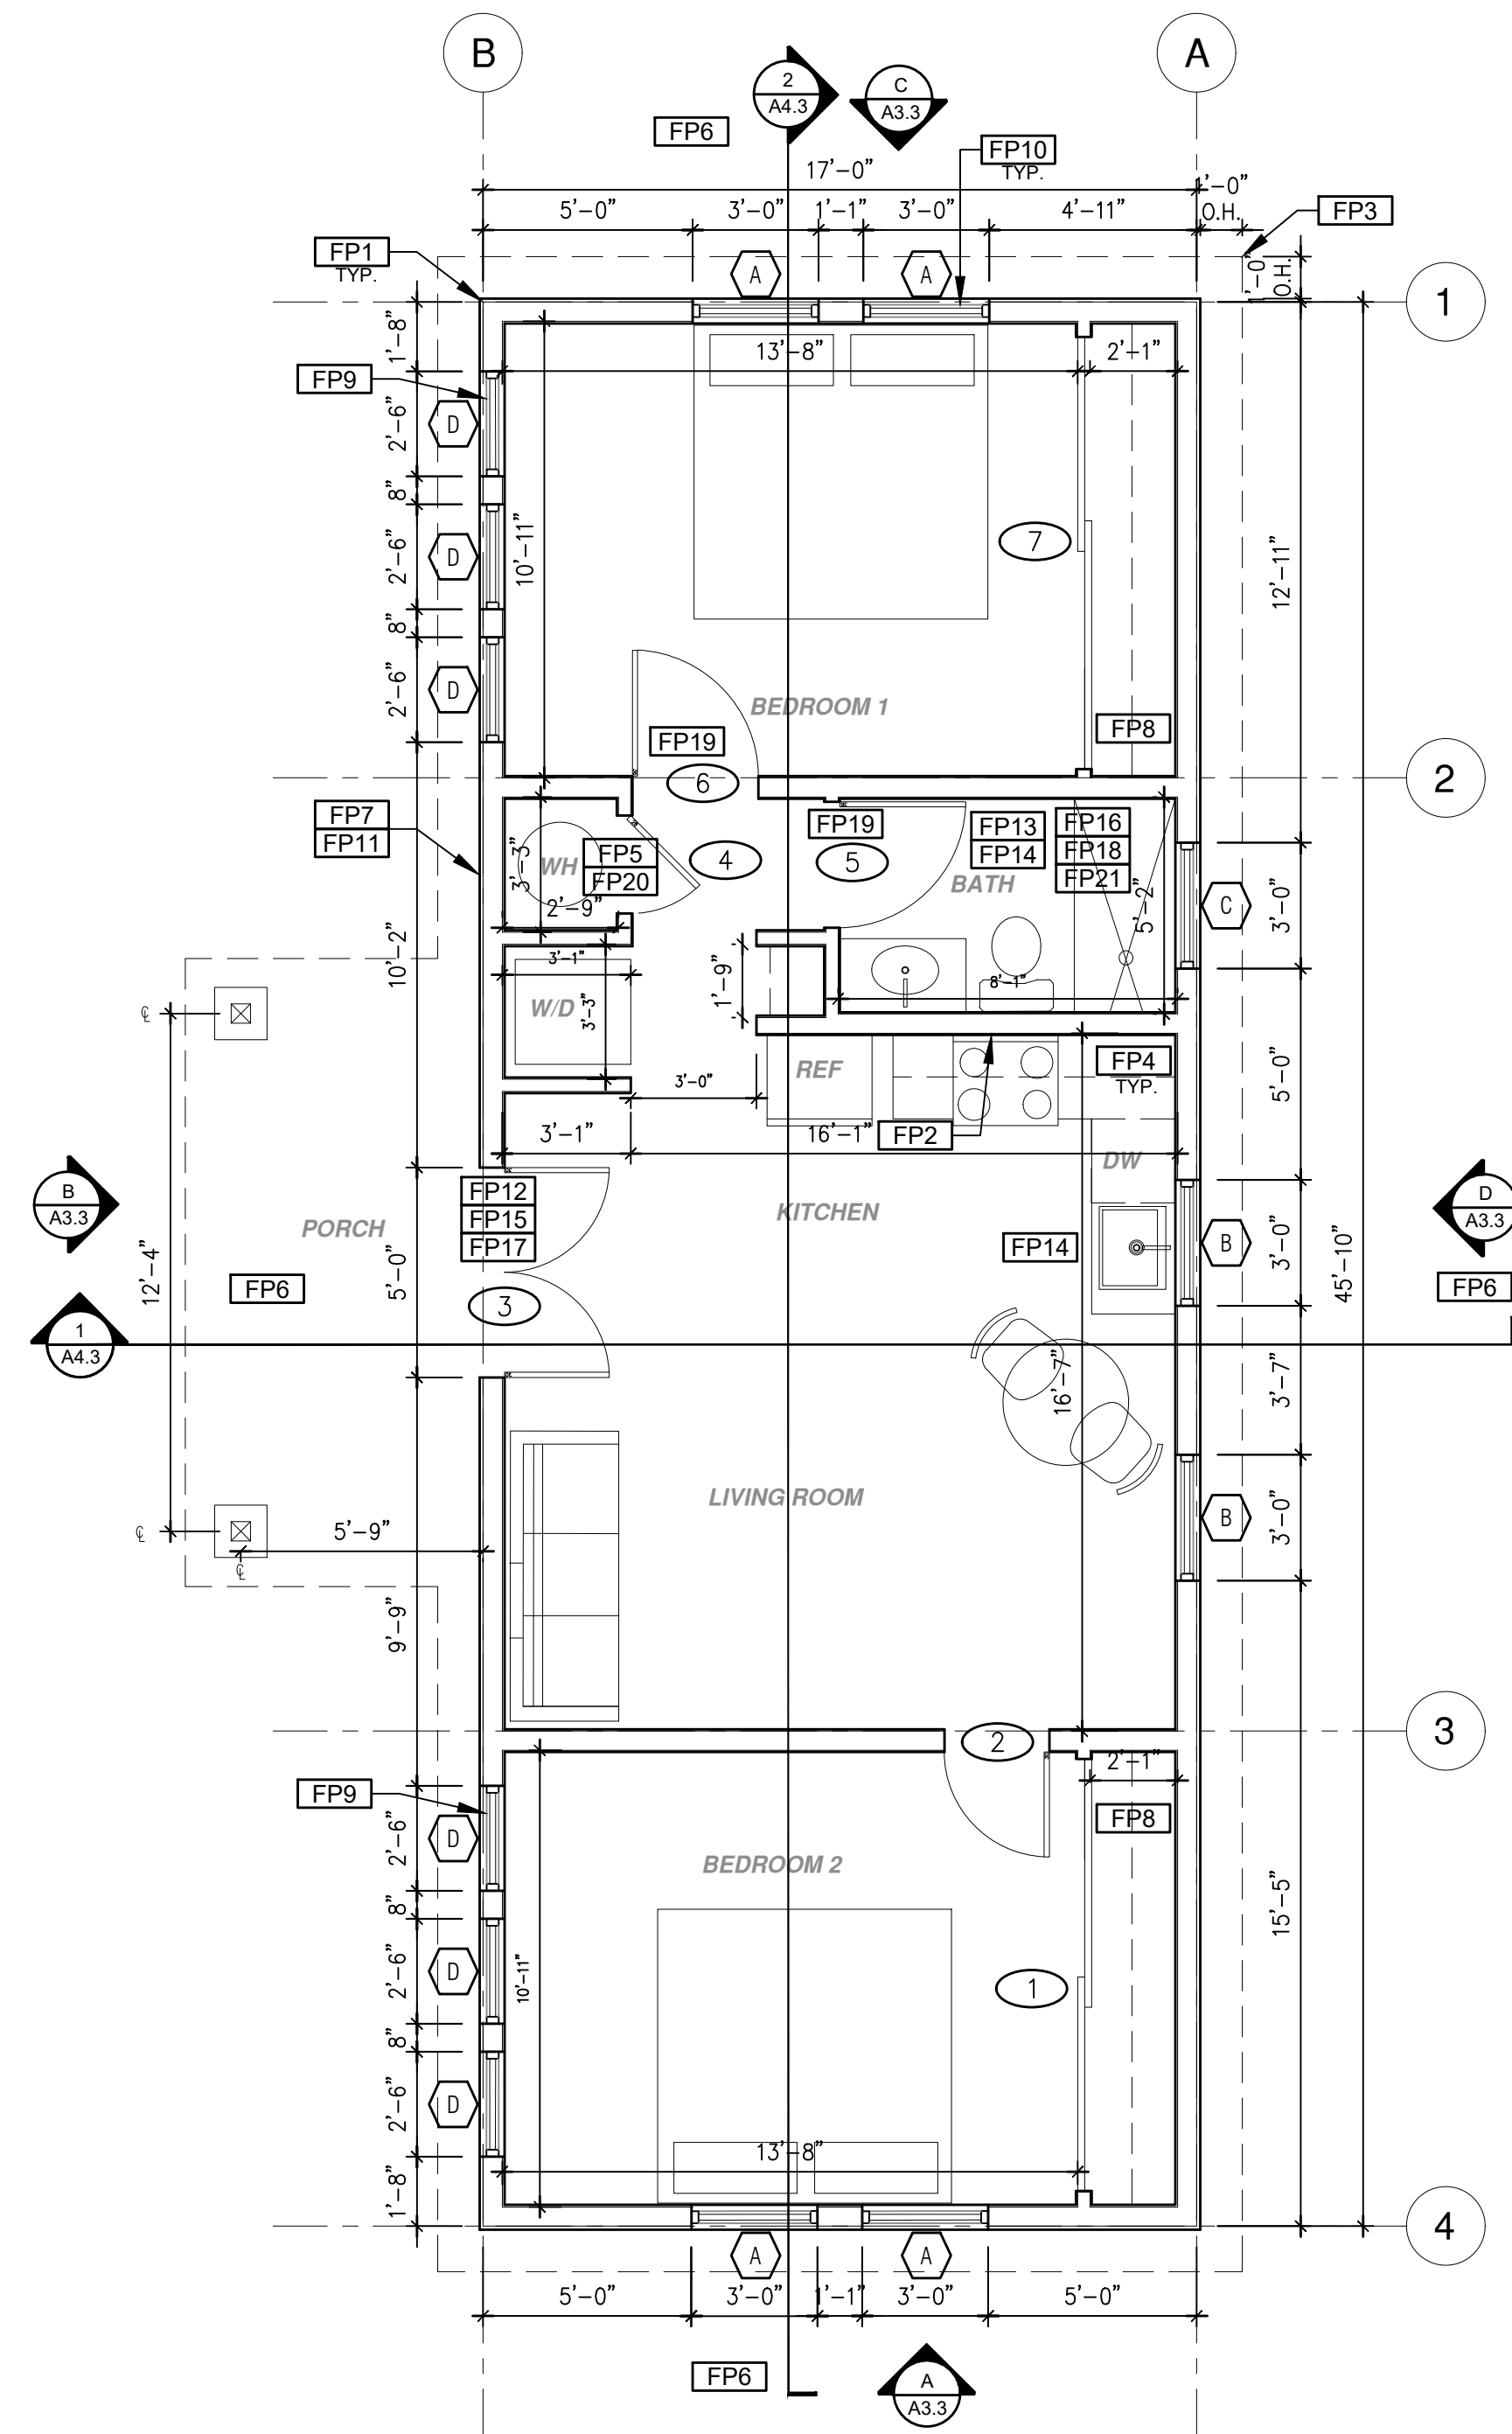 B
A
2
A4.3
C
A3.3
FP6
FP10
TYP.
17'-0"
1'-0"
O.H.
FP3
5'-0"
3'-0"
1'-1"
3'-0"
4'-11"
FP1
TYP.
A
A
1'-0"
O.H.
1
1'-8"
13'-8"
2'-1"
FP9
2'-6"
D
8"
10'-11"
7
12'-11"
2'-6"
D
8"
2'-6"
D
BEDROOM 1
FP19
FP8
6
2
FP7
FP11
3'-3"
WH
2'-9"
FP5
FP20
4
FP19
5
FP13
FP14
FP16
FP18
FP21
BATH
5'-2"
C
3'-0"
10'-2"
3'-1"
W/D
3'-3"
1'-9"
8'-1"
℄
REF
3'-0"
FP4
TYP.
5'-0"
3'-1"
16'-1"
FP2
DW
B
A3.3
PORCH
FP12
FP15
FP17
KITCHEN
FP14
B
3'-0"
D
A3.3
12'-4"
FP6
5'-0"
3
45'-10"
FP6
1
A4.3
16'-7"
3'-7"
LIVING ROOM
B
3'-0"
℄
5'-9"
℄
9'-9"
2
3
2'-1"
FP9
FP8
2'-6"
D
BEDROOM 2
8"
15'-5"
2'-6"
D
10'-11"
1
8"
2'-6"
D
13'-8"
1'-8"
4
A
A
5'-0"
3'-0"
1'-1"
3'-0"
5'-0"
FP6
A
A3.3